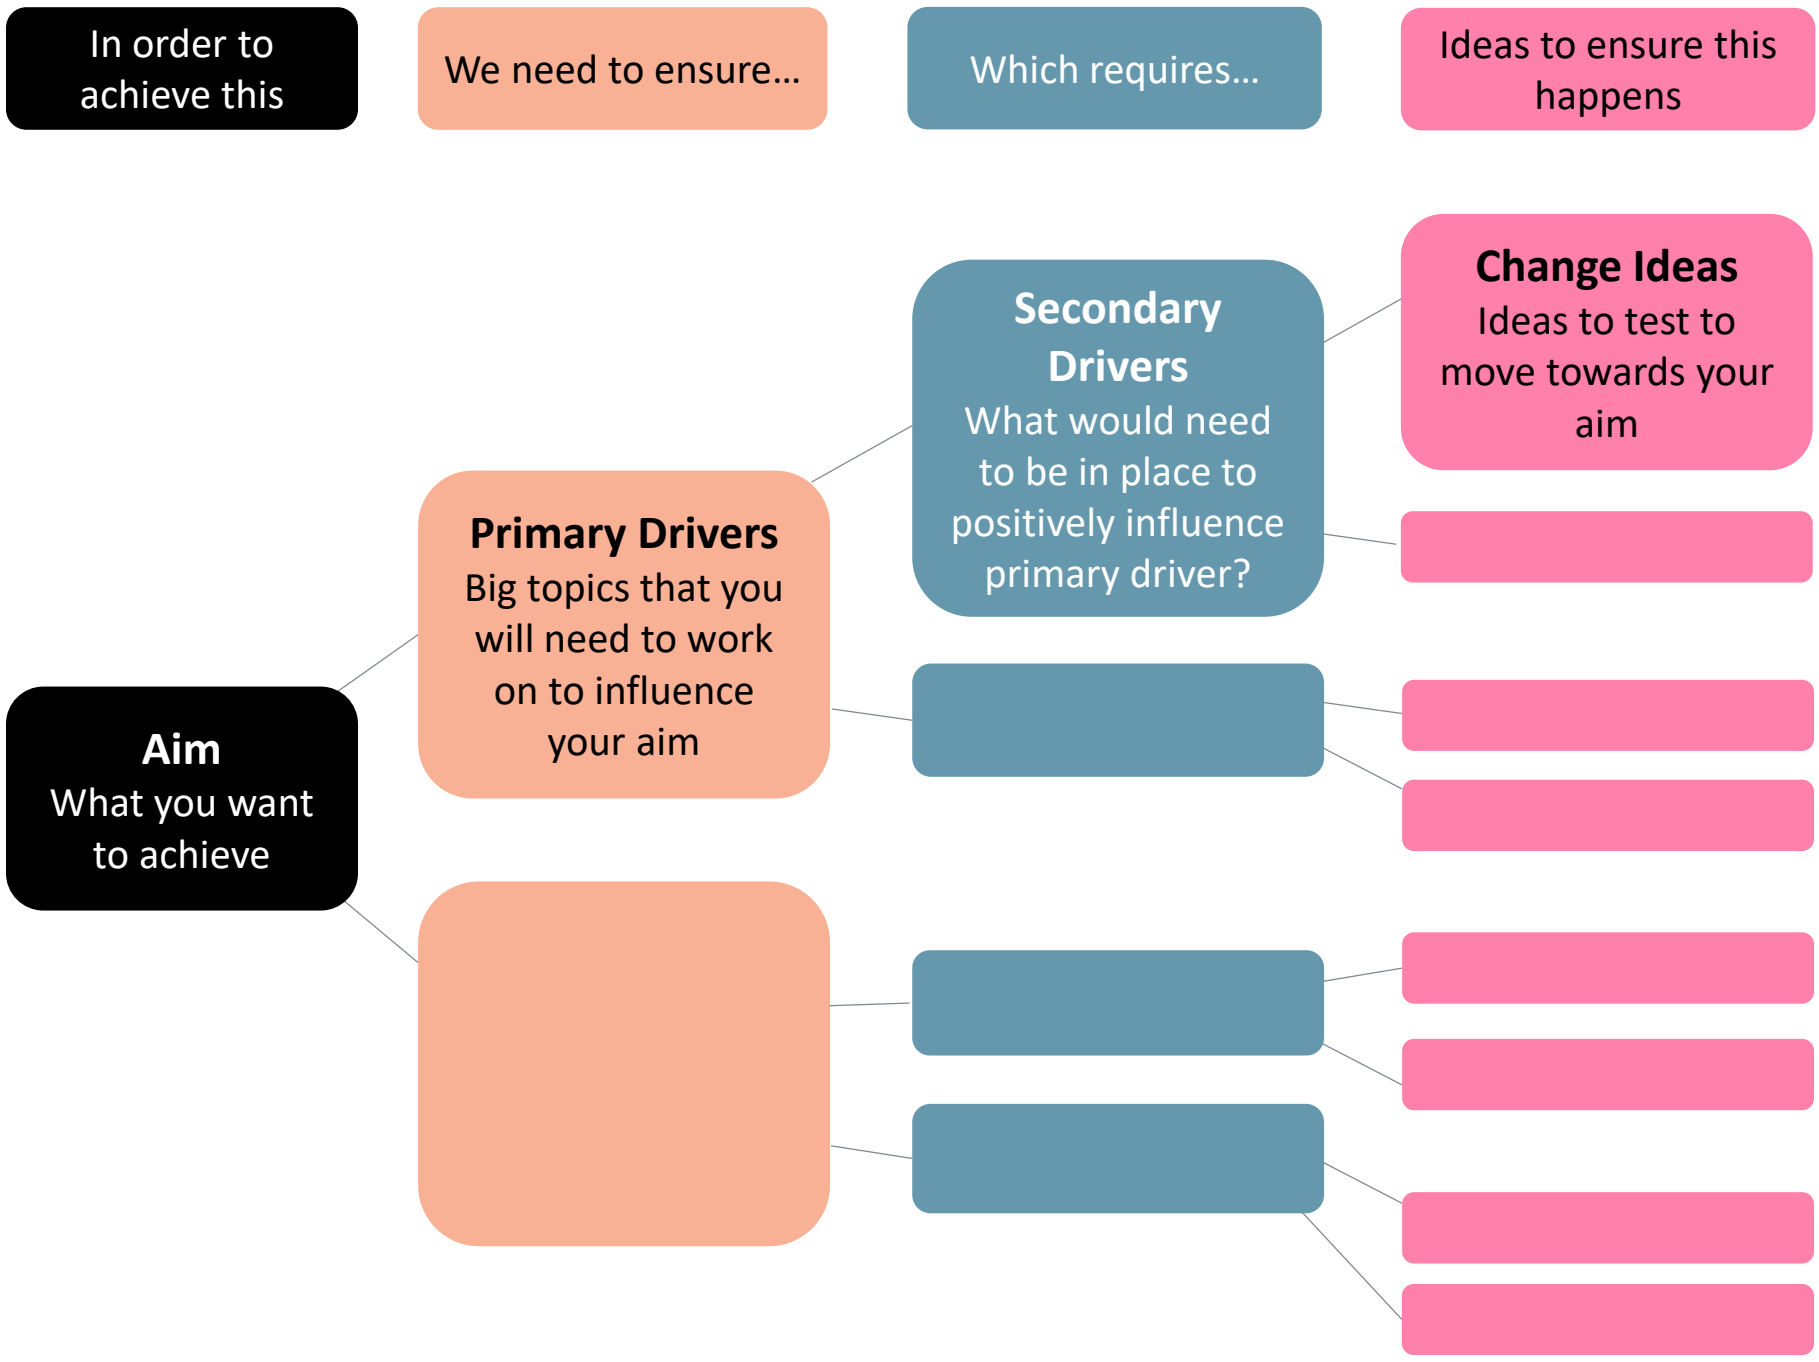 In order to
achieve this
We need to ensure…
Which requires…
Ideas to ensure this
happens
Change Ideas
Ideas to test to
move towards your
aim
Secondary
Drivers
What would need
to be in place to
positively influence
primary driver?
Primary Drivers
Big topics that you
will need to work
on to influence
your aim
Aim
What you want
to achieve